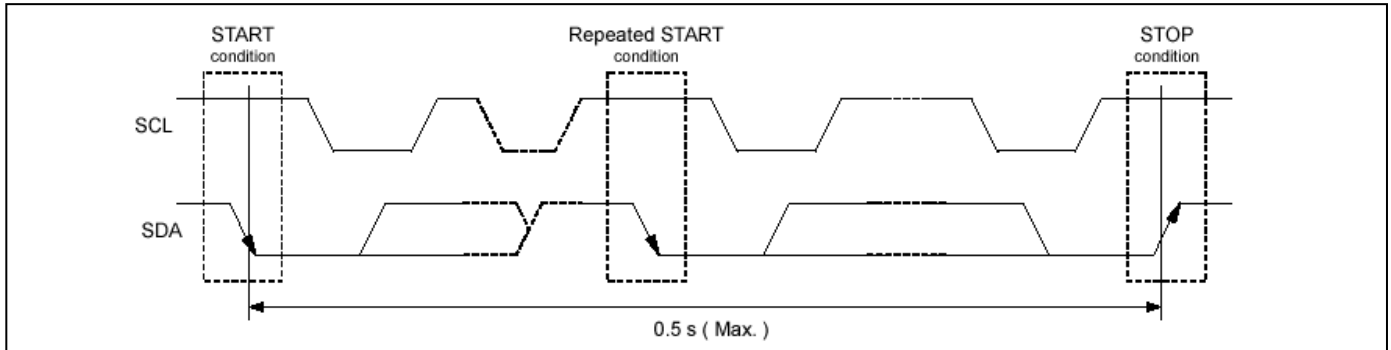 START
condition
Repeated START
condition
STOP
condition
SCL
SDA
0.5 s ( Max. )